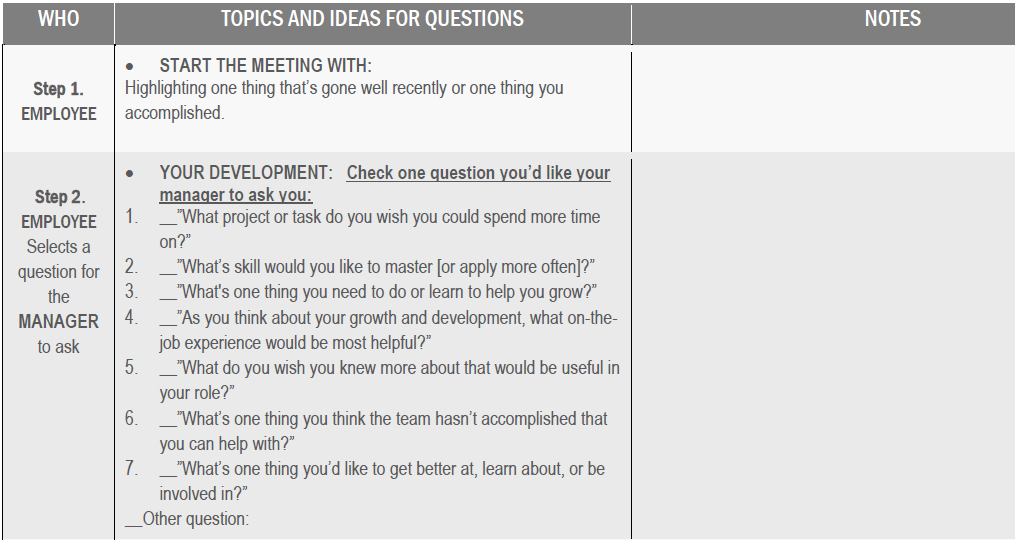 WHO
TOPICS AND IDEAS FOR QUESTIONS
NOTES
Step 1.
EMPLOYEE
• START THE MEETING WITH:
Highlighting one thing that's gone well recently or one thing you
accomplished.
Step 2.
EMPLOYEE
Selects a
question for
the
MANAGER
to ask
• YOUR DEVELOPMENT: Check one question you'd like your
manager to ask you:
1. __”What project or task do you wish you could spend more time
on?”
2. __”What’s skill would you like to master [or apply more often]?”
3. __”What's one thing you need to do or learn to help you grow?”
4. __”As you think about your growth and development, what on-the-
job experience would be most helpful?”
5. __”What do you wish you knew more about that would be useful in
your role?”
6. __”What’s one thing you think the team hasn’t accomplished that
you can help with?”
7. __”What’s one thing you’d like to get better at, learn about, or be
involved in?”
__Other question: